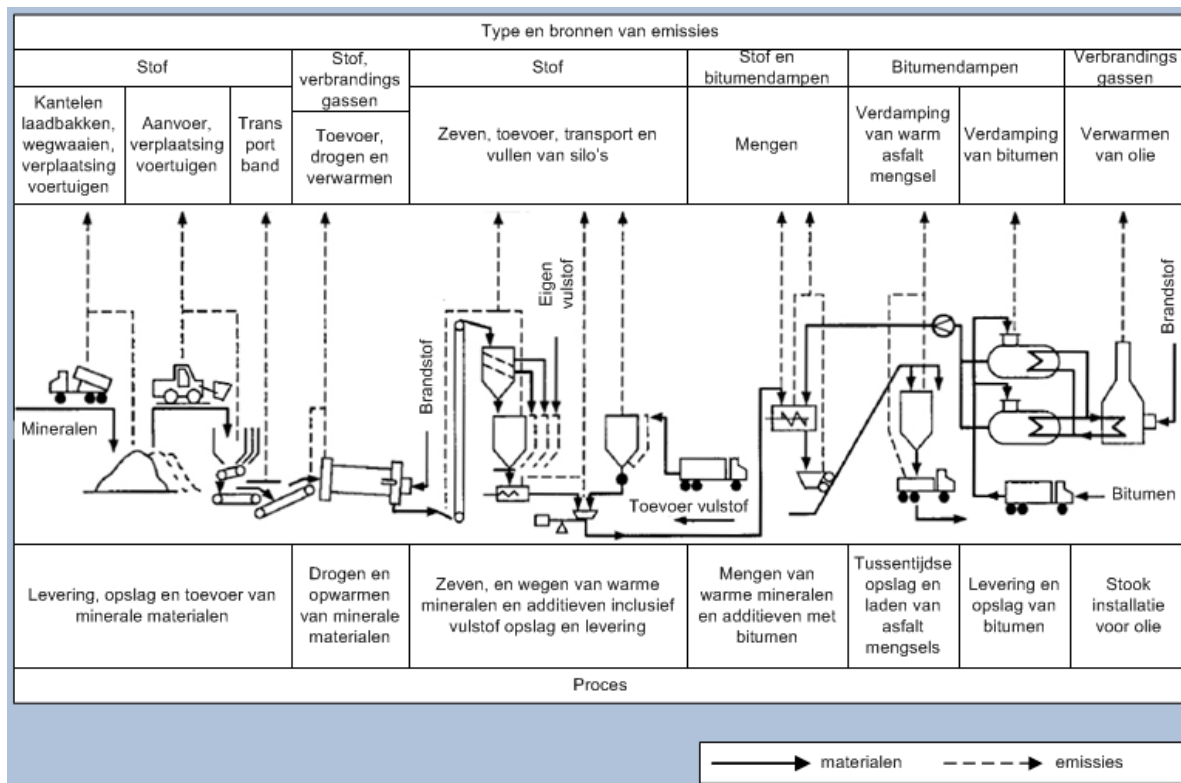 Type en bronnen van emissies
Stof
Stof,
verbrandings
gassen
Stof
Stof en
bitumendampen
Bitumendampen
Verbrandings
gassen
Kantelen
laadbakken,
wegwaaien,
verplaatsing
voertuigen
Aanvoer,
verplaatsing
voertuigen
Trans
port
band
Toevoer,
drogen en
verwarmen
Zeven, toevoer, transport en
vullen van silo's
Mengen
Verdamping
van warm
asfalt
mengsel
Verdamping
van bitumen
Verwarmen
van olie
Mineralen
Brandstof
Eigen
vulstof
Toevoer vulstof
Brandstof
Bitumen
Levering, opslag en toevoer van
minerale materialen
Drogen en
opwarmen
van minerale
materialen
Zeven, en wegen van warme
mineralen en additieven inclusief
vulstof opslag en levering
Mengen van
warme mineralen
en additieven met
bitumen
Tussentijdse
opslag en
laden van
asfalt
mengsels
Levering en
opslag van
bitumen
Stook
installatie
voor olie
Proces
materialen
emissies